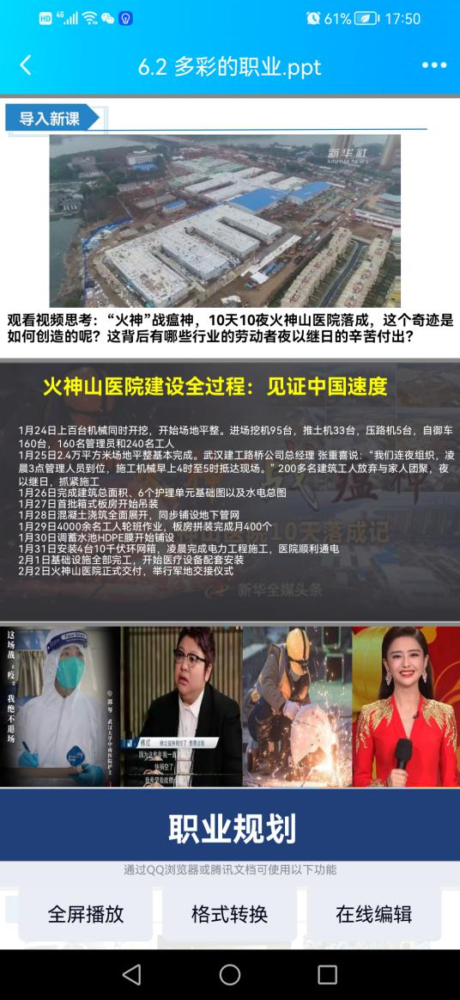 HD 4G 61% 17:50
6.2 多彩的职业.ppt
导入新课
新华社
XINHUA NEWS
观看视频思考：“火神”战瘟神，10天10夜火神山医院落成，这个奇迹是
如何创造的呢？这背后有哪些行业的劳动者夜以继日的辛苦付出？
火神山医院建设全过程：见证中国速度
1月24日上百台机械同时开挖，开始场地平整。进场挖机95台，推土机33台，压路机5台，自御车
160台，160名管理员和240名工人
1月25日2.4万平方米场地平整基本完成。武汉建工路桥公司总经理 张重喜说：“我们连夜组织，凌
晨3点管理人员到位，施工机械早上4时至5时抵达现场。” 200多名建筑工人放弃与家人团聚，夜
以继日，抓紧施工
1月26日完成建筑总面积、6个护理单元基础图以及水电总图
1月27日首批箱式板房开始吊装
1月28日混凝土浇筑全面展开，同步铺设地下管网
1月29日4000余名工人轮班作业，板房拼装完成月400个
1月30日调蓄水池HDPE膜开始铺设
1月31日安装4台10千伏环网箱，凌晨完成电力工程施工，医院顺利通电
2月1日基础设施全部完工，开始医疗设备配套安装
2月2日火神山医院正式交付，举行军地交接仪式
瘟神
医院10天落成记
新华全媒头条
这场战“疫”我绝不退场
郭琴 武汉大学中南医院护士
韩红
快捐空了
职业规划
通过QQ浏览器或腾讯文档可使用以下功能
全屏播放 格式转换 在线编辑